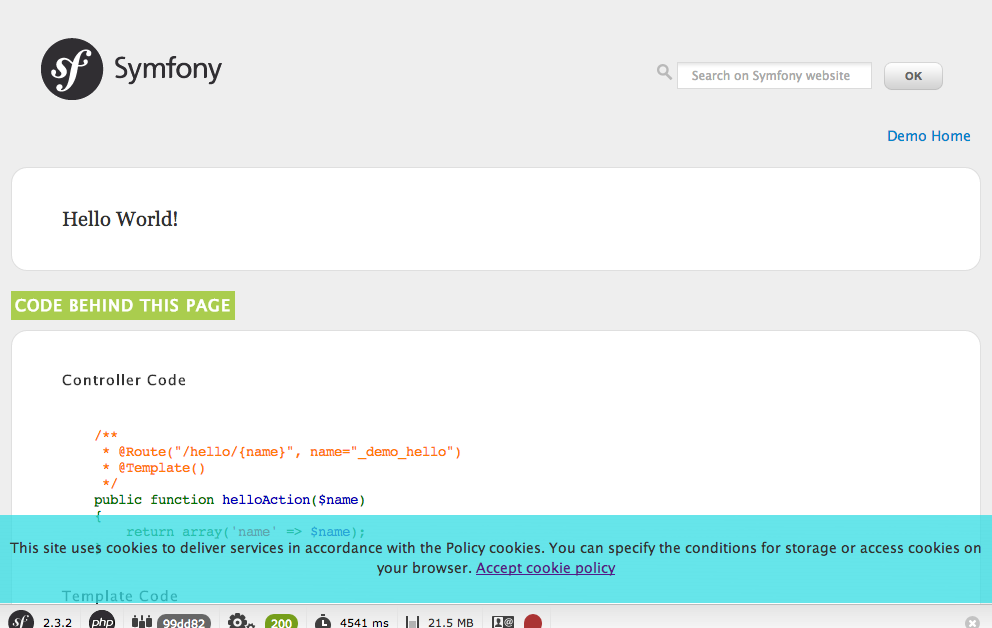 sf Symfony
Search on Symfony website OK
Demo Home
Hello World!
CODE BEHIND THIS PAGE
Controller Code
/**
* @Route("/hello/{name}", name="_demo_hello")
* @Template()
*/
public function helloAction($name)
{
return array('name' => $name);
This site uses cookies to deliver services in accordance with the Policy cookies. You can specify the conditions for storage or access cookies on
your browser. Accept cookie policy
Template Code
sf 2.3.2 php 99dd82 200 4541 ms 21.5 MB